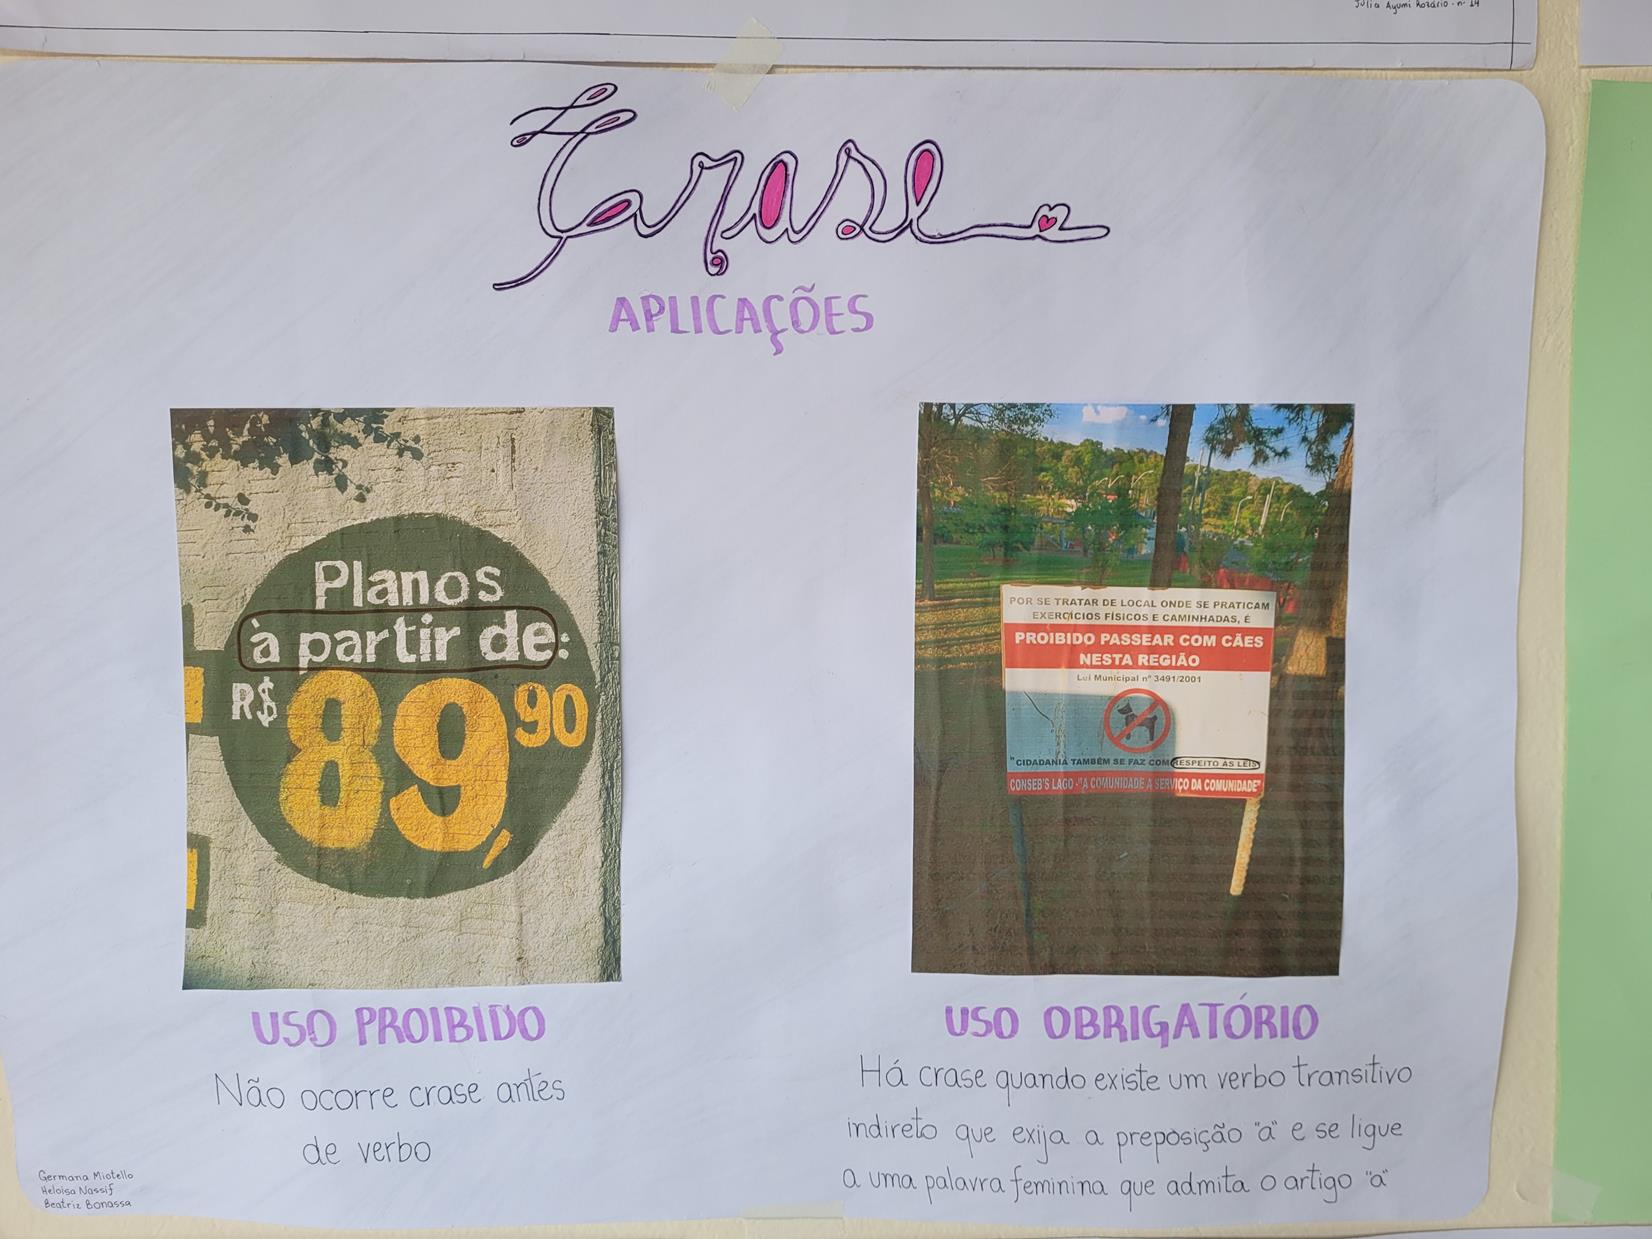 Júlia Ayumi Rozário - nº 14
Crase
APLICAÇÕES
Planos
à partir de:
R$ 89,90
POR SE TRATAR DE LOCAL ONDE SE PRATICAM
EXERCÍCIOS FÍSICOS E CAMINHADAS, É
PROIBIDO PASSEAR COM CÃES
NESTA REGIÃO
Lei Municipal nº 3491/2001
"CIDADANIA TAMBÉM SE FAZ COM RESPEITO ÀS LEIS"
CONSEB'S LAGO - "A COMUNIDADE A SERVIÇO DA COMUNIDADE"
USO PROIBIDO
Não ocorre crase antes
de verbo
USO OBRIGATÓRIO
Há crase quando existe um verbo transitivo
indireto que exija a preposição "a" e se ligue
a uma palavra feminina que admita o artigo "a"
Germana Miotello
Heloisa Nassif
Beatriz Bonassa